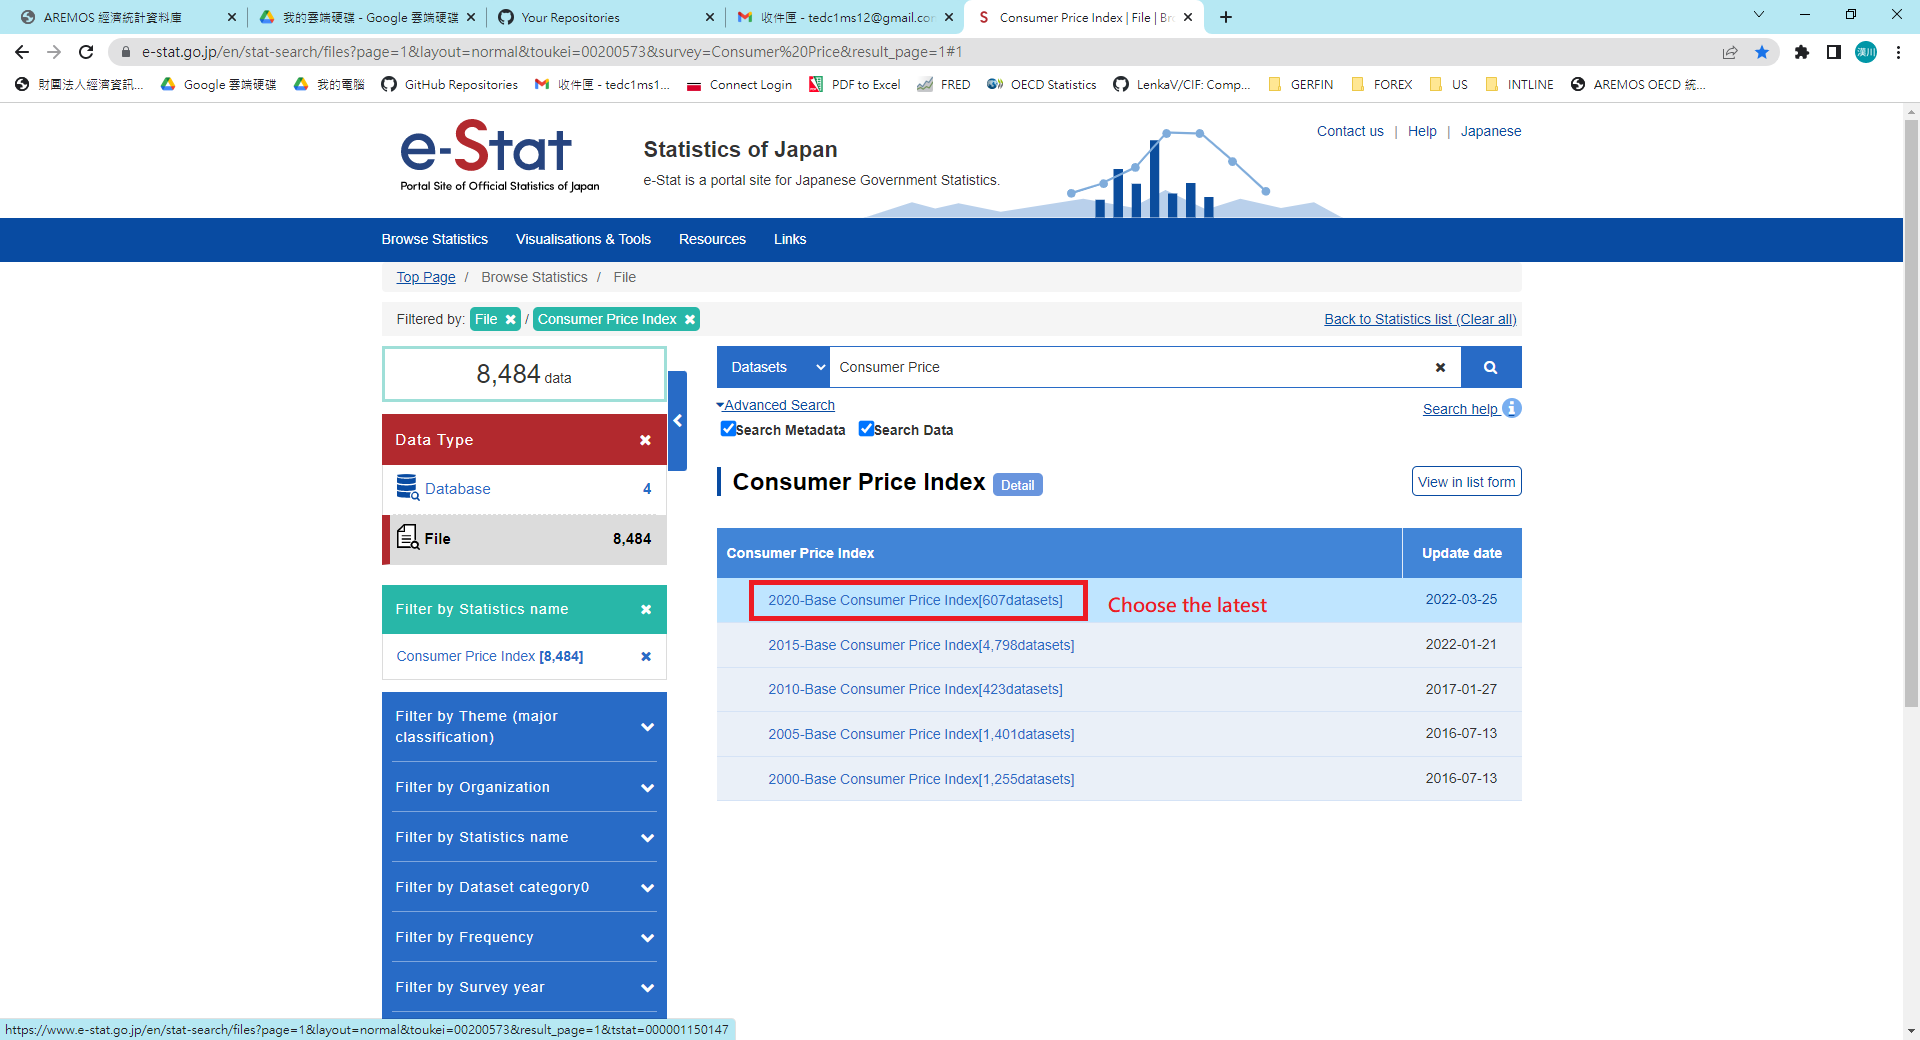 AREMOS 經濟統計資料庫
我的雲端硬碟 - Google 雲端硬碟
Your Repositories
收件匣 - tedc1ms12@gmail.co
Consumer Price Index | File | Br
e-stat.go.jp/en/stat-search/files?page=1&layout=normal&toukei=00200573&survey=Consumer%20Price&result_page=1#1
漢川
財團法人經濟資訊...
Google 雲端硬碟
我的電腦
GitHub Repositories
收件匣 - tedc1ms1...
Connect Login
PDF to Excel
FRED
OECD Statistics
LenkaV/CIF: Comp...
GERFIN
FOREX
US
INTLINE
AREMOS OECD 統...
e-Stat
Portal Site of Official Statistics of Japan
Statistics of Japan
e-Stat is a portal site for Japanese Government Statistics.
Contact us | Help | Japanese
Browse Statistics
Visualisations & Tools
Resources
Links
Top Page / Browse Statistics / File
Filtered by: File / Consumer Price Index
Back to Statistics list (Clear all)
8,484 data
Data Type
Database 4
File 8,484
Filter by Statistics name
Consumer Price Index [8,484]
Filter by Theme (major
classification)
Filter by Organization
Filter by Statistics name
Filter by Dataset category0
Filter by Frequency
Filter by Survey year
Datasets
Consumer Price
Advanced Search
Search help
Search Metadata
Search Data
Consumer Price Index Detail
View in list form
Consumer Price Index Update date
2020-Base Consumer Price Index[607datasets] Choose the latest 2022-03-25
2015-Base Consumer Price Index[4,798datasets] 2022-01-21
2010-Base Consumer Price Index[423datasets] 2017-01-27
2005-Base Consumer Price Index[1,401datasets] 2016-07-13
2000-Base Consumer Price Index[1,255datasets] 2016-07-13
https://www.e-stat.go.jp/en/stat-search/files?page=1&layout=normal&toukei=00200573&result_page=1&tstat=000001150147